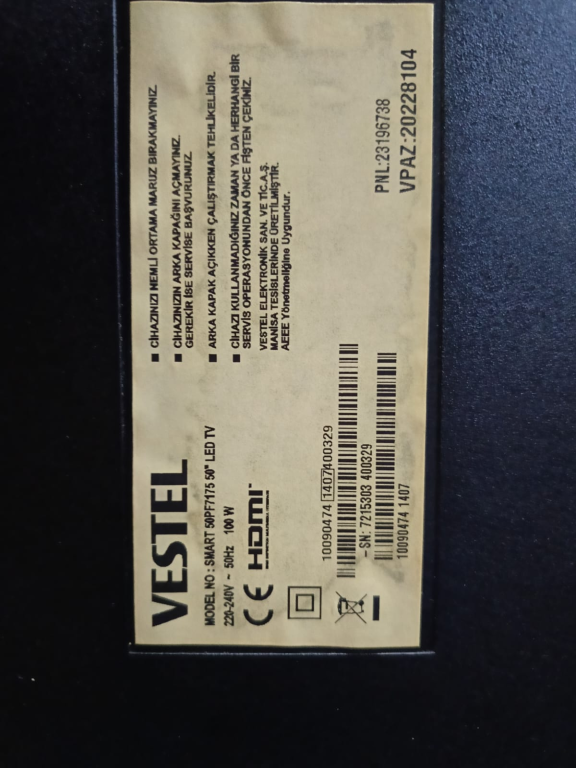 VESTEL
MODEL NO : SMART 50PF7175 50" LED TV
220-240V ~ 50Hz 100 W
CE HDMI
10090474 1407400329
- SN: 7215303 400329
10090474 1407
■ CİHAZINIZI NEMLİ ORTAMA MARUZ BIRAKMAYINIZ.
■ CİHAZINIZIN ARKA KAPAĞINI AÇMAYINIZ.
GEREKİR İSE SERVİSE BAŞVURUNUZ.
■ ARKA KAPAK AÇIKKEN ÇALIŞTIRMAK TEHLİKELİDİR.
■ CİHAZI KULLANMADIĞINIZ ZAMAN YA DA HERHANGİ BİR
SERVİS OPERASYONUNDAN ÖNCE FİŞTEN ÇEKİNİZ.
VESTEL ELEKTRONİK SAN. VE TİC.A.Ş.
MANİSA TESİSLERİNDE ÜRETİLMİŞTİR.
AEEE Yönetmeliğine Uygundur.
PNL:23196738
VPAZ:20228104